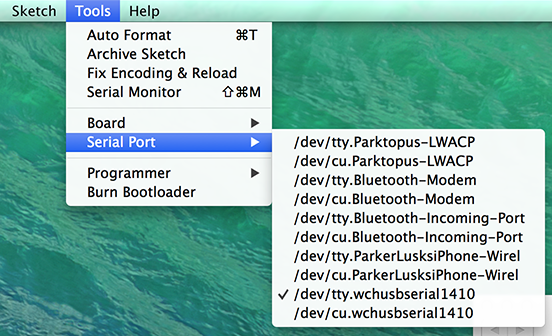 Sketch Tools Help
Auto Format ⌘T
Archive Sketch
Fix Encoding & Reload
Serial Monitor ⇧⌘M
Board ▶
Serial Port ▶
Programmer ▶
Burn Bootloader
/dev/tty.Parktopus-LWACP
/dev/cu.Parktopus-LWACP
/dev/tty.Bluetooth-Modem
/dev/cu.Bluetooth-Modem
/dev/tty.Bluetooth-Incoming-Port
/dev/cu.Bluetooth-Incoming-Port
/dev/tty.ParkerLusksiPhone-Wirel
/dev/cu.ParkerLusksiPhone-Wirel
✓ /dev/tty.wchusbserial1410
/dev/cu.wchusbserial1410